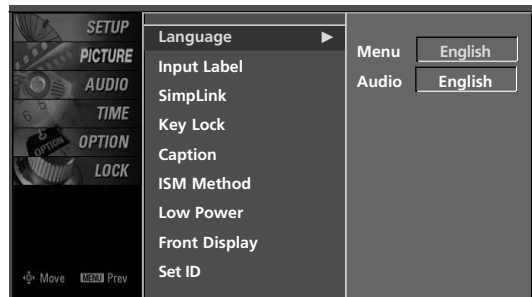 SETUP
PICTURE
AUDIO
TIME
OPTION
LOCK
Move MENU Prev
Language ▶
Input Label
SimpLink
Key Lock
Caption
ISM Method
Low Power
Front Display
Set ID
Menu English
Audio English